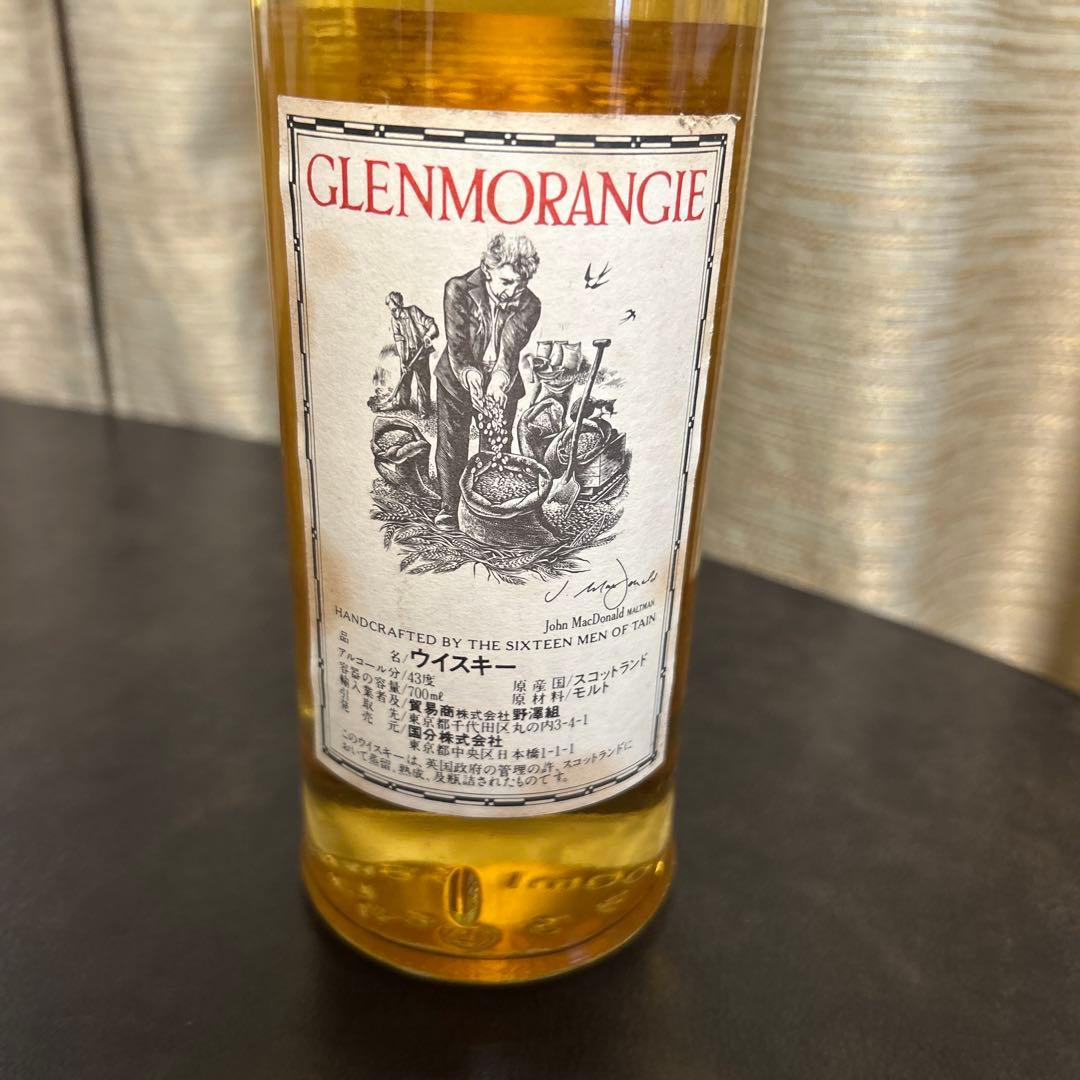 GLENMORANGIE
J. MacDonald
John MacDonald MALTMAN
HANDCRAFTED BY THE SIXTEEN MEN OF TAIN
品名/ウイスキー
アルコール分/43度 原産国/スコットランド
容器の容量/700mℓ 原材料/モルト
輸入業者及/貿易商株式会社野澤組
引取先/東京都千代田区丸の内3-4-1
発売元/国分株式会社
東京都中央区日本橋1-1-1
このウイスキーは、英国政府の管理の許、スコットランドに
おいて蒸留、熟成、及瓶詰されたものです。